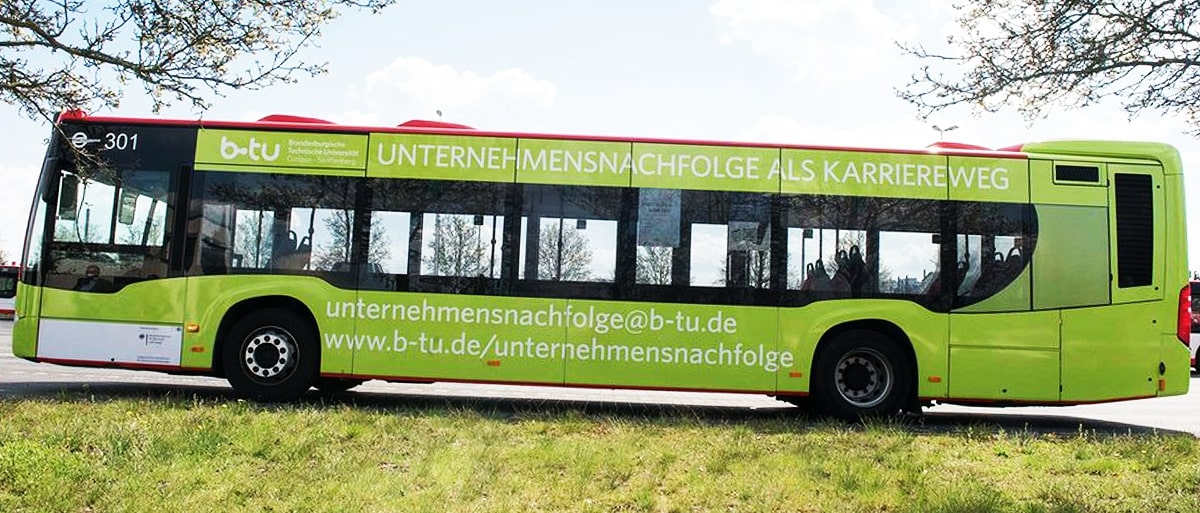 301
b-tu
Brandenburgische
Technische Universität
Cottbus - Senftenberg
UNTERNEHMENSNACHFOLGE ALS KARRIEREWEG
unternehmensnachfolge@b-tu.de
www.b-tu.de/unternehmensnachfolge